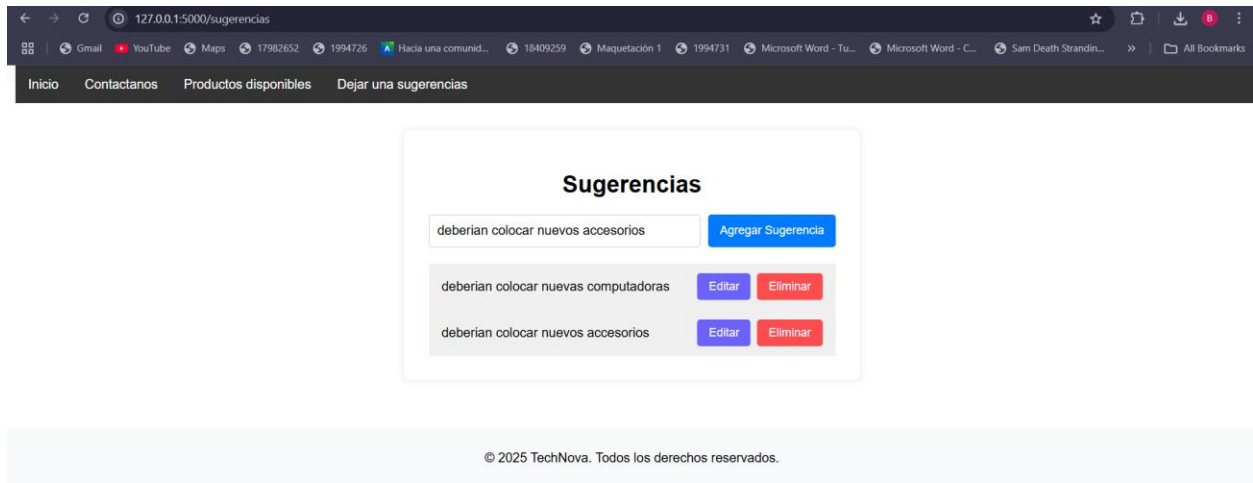 127.0.0.1:5000/sugerencias
B
Gmail YouTube Maps 17982652 1994726 Hacia una comunid... 18409259 Maquetación 1 1994731 Microsoft Word - Tu... Microsoft Word - C... Sam Death Strandin... » All Bookmarks
Inicio Contactanos Productos disponibles Dejar una sugerencias
Sugerencias
deberian colocar nuevos accesorios Agregar Sugerencia
deberian colocar nuevas computadoras Editar Eliminar
deberian colocar nuevos accesorios Editar Eliminar
© 2025 TechNova. Todos los derechos reservados.